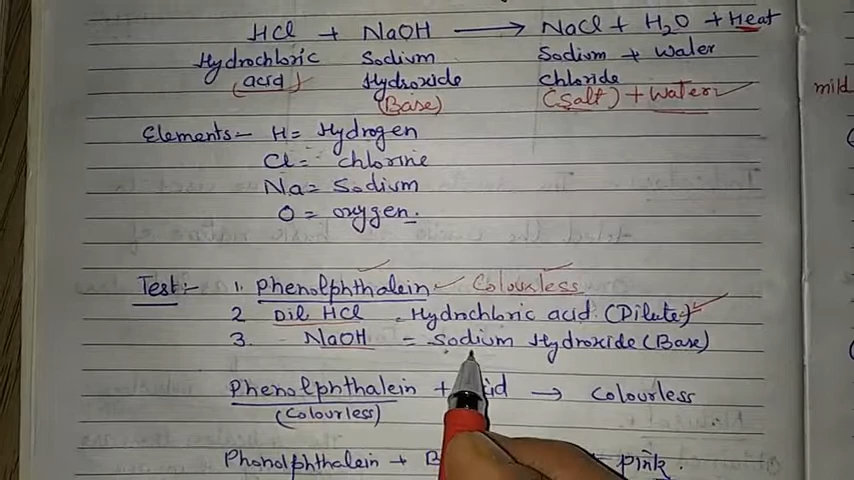 HCl + NaOH → NaCl + H₂O + Heat
Hydrochloric Sodium Sodium + Water
(acid) Hydroxide chloride
(Base) (Salt) + Water
mild
Elements:- H = Hydrogen
Cl = chlorine
Na = Sodium
O = oxygen.
Test:- 1. Phenolphthalein Colourless
2 Dil HCl = Hydrochloric acid (Dilute)
3. NaOH = Sodium Hydroxide (Base)
Phenolphthalein + → Colourless
(Colourless)
Phonolphthalein + pink.